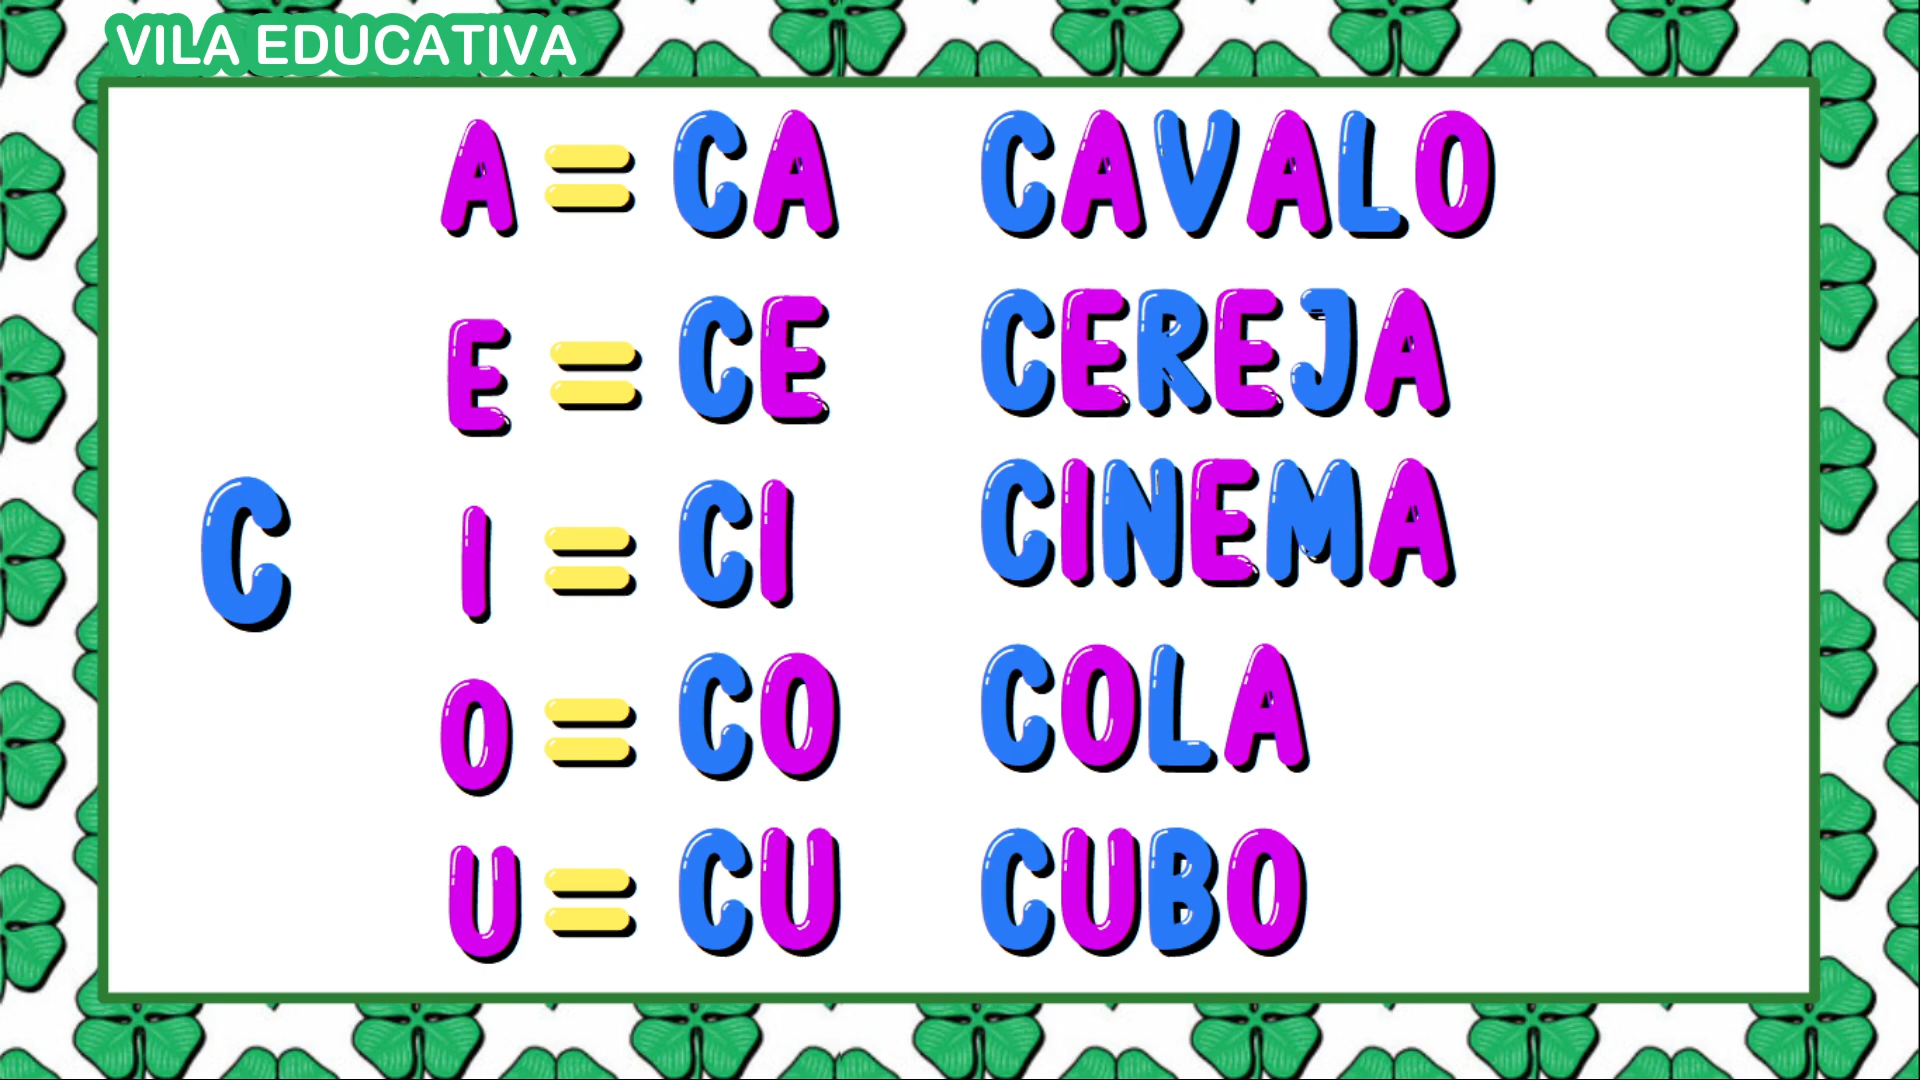 VILA EDUCATIVA
A = CA CAVALO
E = CE CEREJA
C I = CI CINEMA
O = CO COLA
U = CU CUBO